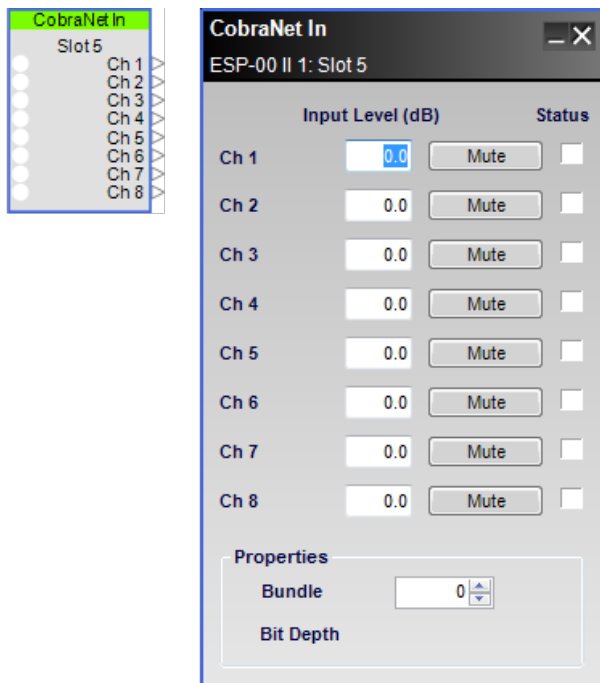 CobraNet In
Slot 5
Ch 1
Ch 2
Ch 3
Ch 4
Ch 5
Ch 6
Ch 7
Ch 8
CobraNet In
ESP-00 II 1: Slot 5
Input Level (dB) Status
Ch 1 0.0 Mute
Ch 2 0.0 Mute
Ch 3 0.0 Mute
Ch 4 0.0 Mute
Ch 5 0.0 Mute
Ch 6 0.0 Mute
Ch 7 0.0 Mute
Ch 8 0.0 Mute
Properties
Bundle 0
Bit Depth